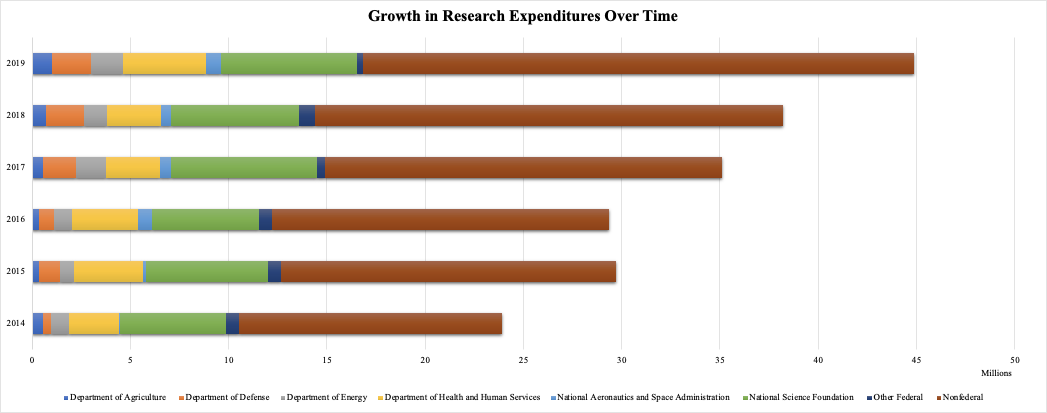 Growth in Research Expenditures Over Time
2019
2018
2017
2016
2015
2014
0 5 10 15 20 25 30 35 40 45 50
Millions
Department of Agriculture Department of Defense Department of Energy Department of Health and Human Services National Aeronautics and Space Administration National Science Foundation Other Federal Nonfederal